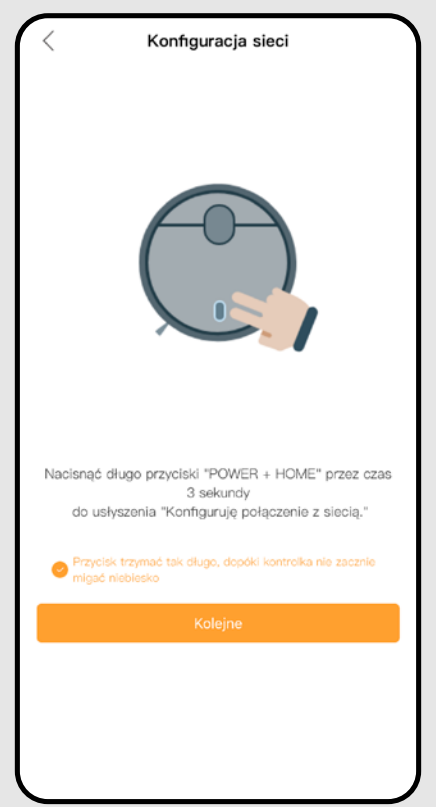 Konfiguracja sieci
Nacisnąć długo przyciski "POWER + HOME" przez czas
3 sekundy
do usłyszenia "Konfiguruję połączenie z siecią."
Przycisk trzymać tak długo, dopóki kontrolka nie zacznie
migać niebiesko
Kolejne